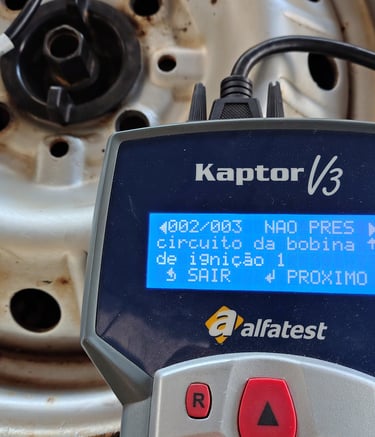 Kaptor V3
◀002/003 NAO PRES ▶
circuito da bobina ↑
de ignição 1
SAIR ↲ PROXIMO
alfatest
R